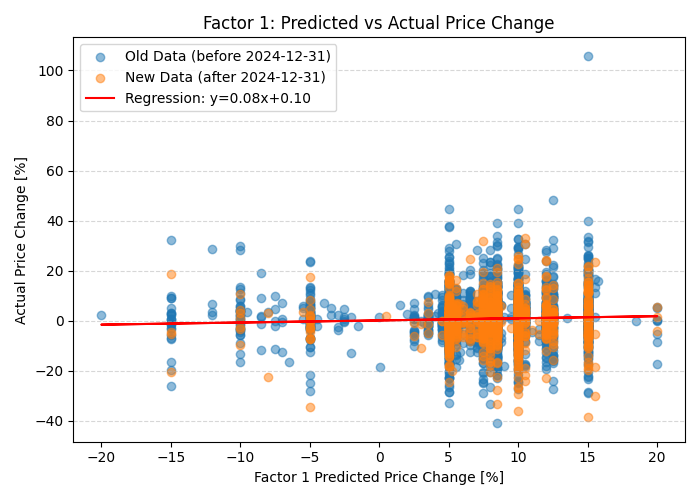 Factor 1: Predicted vs Actual Price Change
Old Data (before 2024-12-31)
New Data (after 2024-12-31)
Regression: y=0.08x+0.10
Actual Price Change [%]
100
80
60
40
20
0
−20
−40
−20 −15 −10 −5 0 5 10 15 20
Factor 1 Predicted Price Change [%]